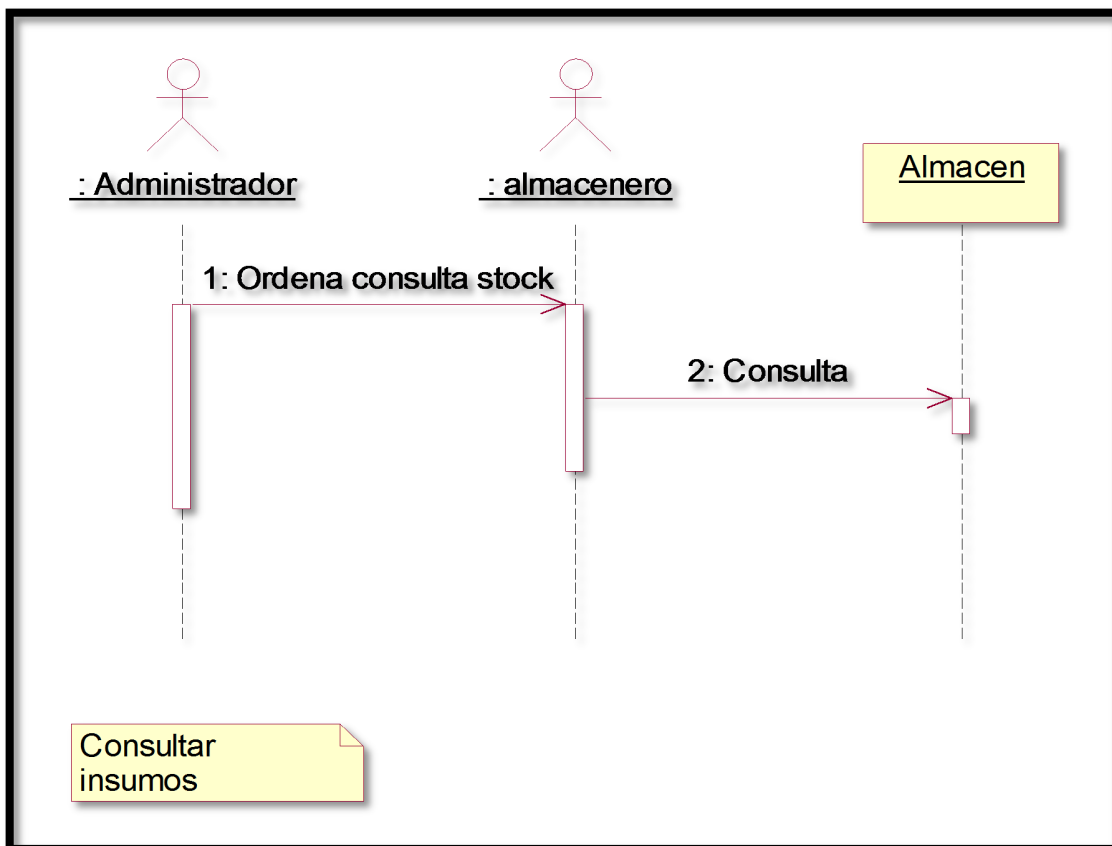 : Administrador
: almacenero
Almacen
1: Ordena consulta stock
2: Consulta
Consultar
insumos